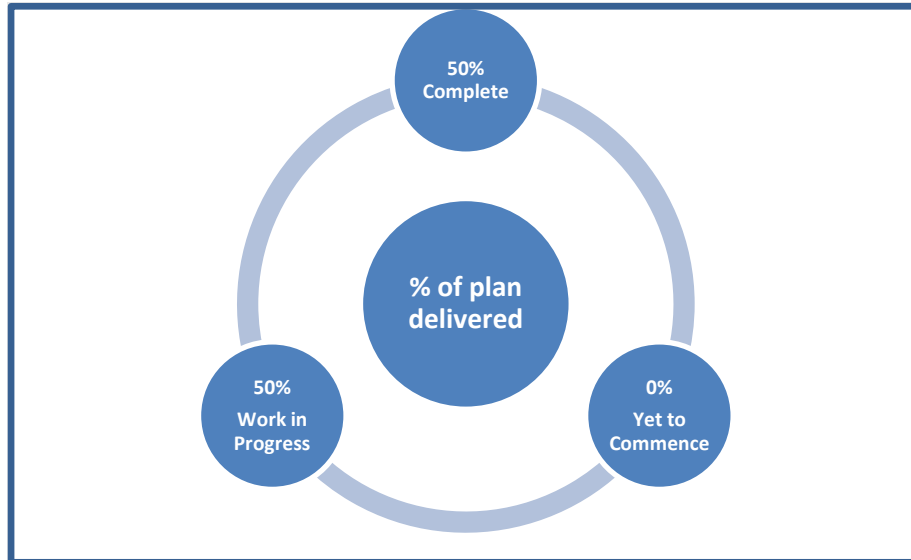 50%
Complete
% of plan
delivered
50%
Work in
Progress
0%
Yet to
Commence